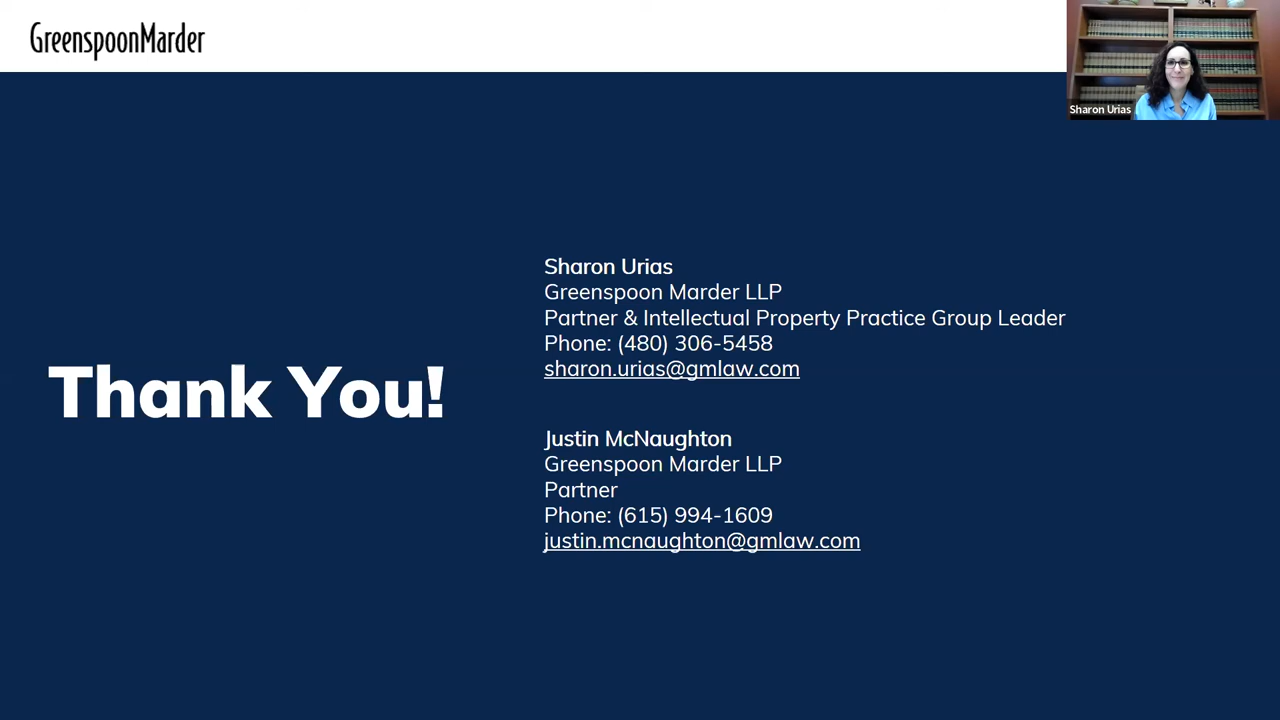 GreenspoonMarder
Sharon Urias
Thank You!
Sharon Urias
Greenspoon Marder LLP
Partner & Intellectual Property Practice Group Leader
Phone: (480) 306-5458
sharon.urias@gmlaw.com
Justin McNaughton
Greenspoon Marder LLP
Partner
Phone: (615) 994-1609
justin.mcnaughton@gmlaw.com